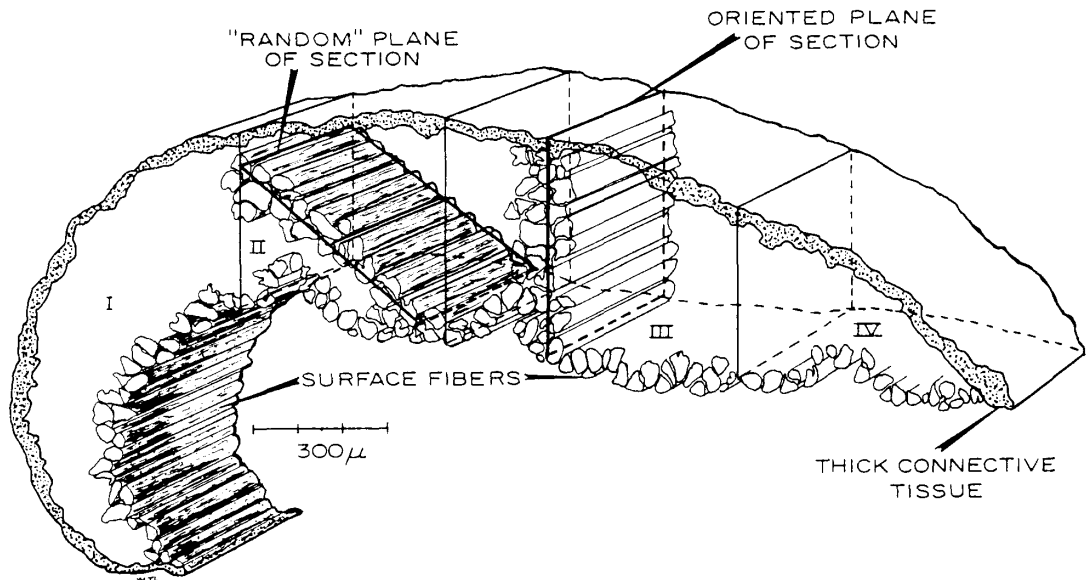 "RANDOM" PLANE
OF SECTION
ORIENTED PLANE
OF SECTION
I
II
III
IV
SURFACE FIBERS
300μ
THICK CONNECTIVE
TISSUE